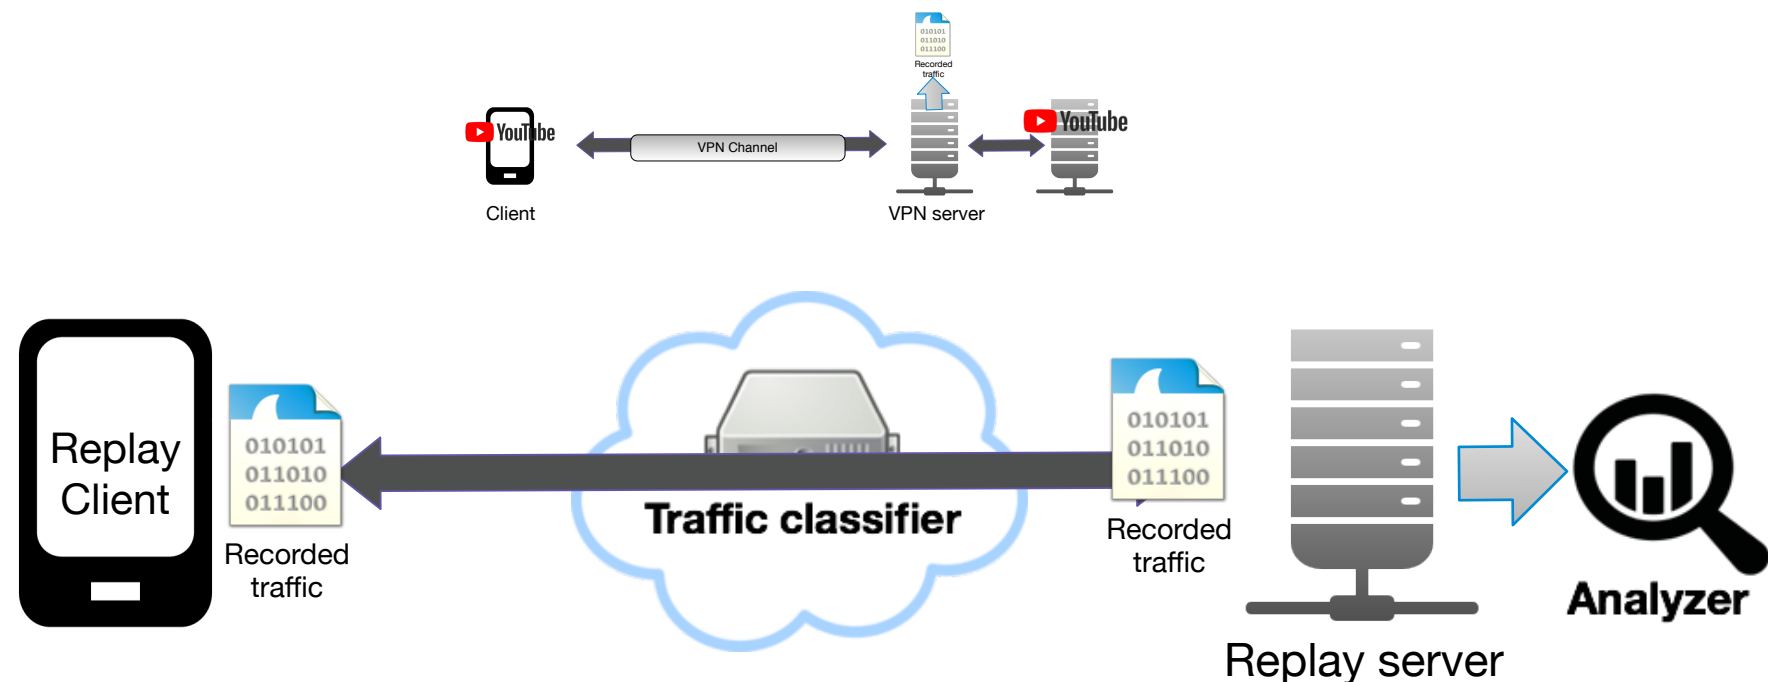 010101
011010
011100
Recorded
traffic
YouTube
VPN Channel
YouTube
Client
VPN server
Replay
Client
010101
011010
011100
Recorded
traffic
Traffic classifier
010101
011010
011100
Recorded
traffic
Replay server
Analyzer